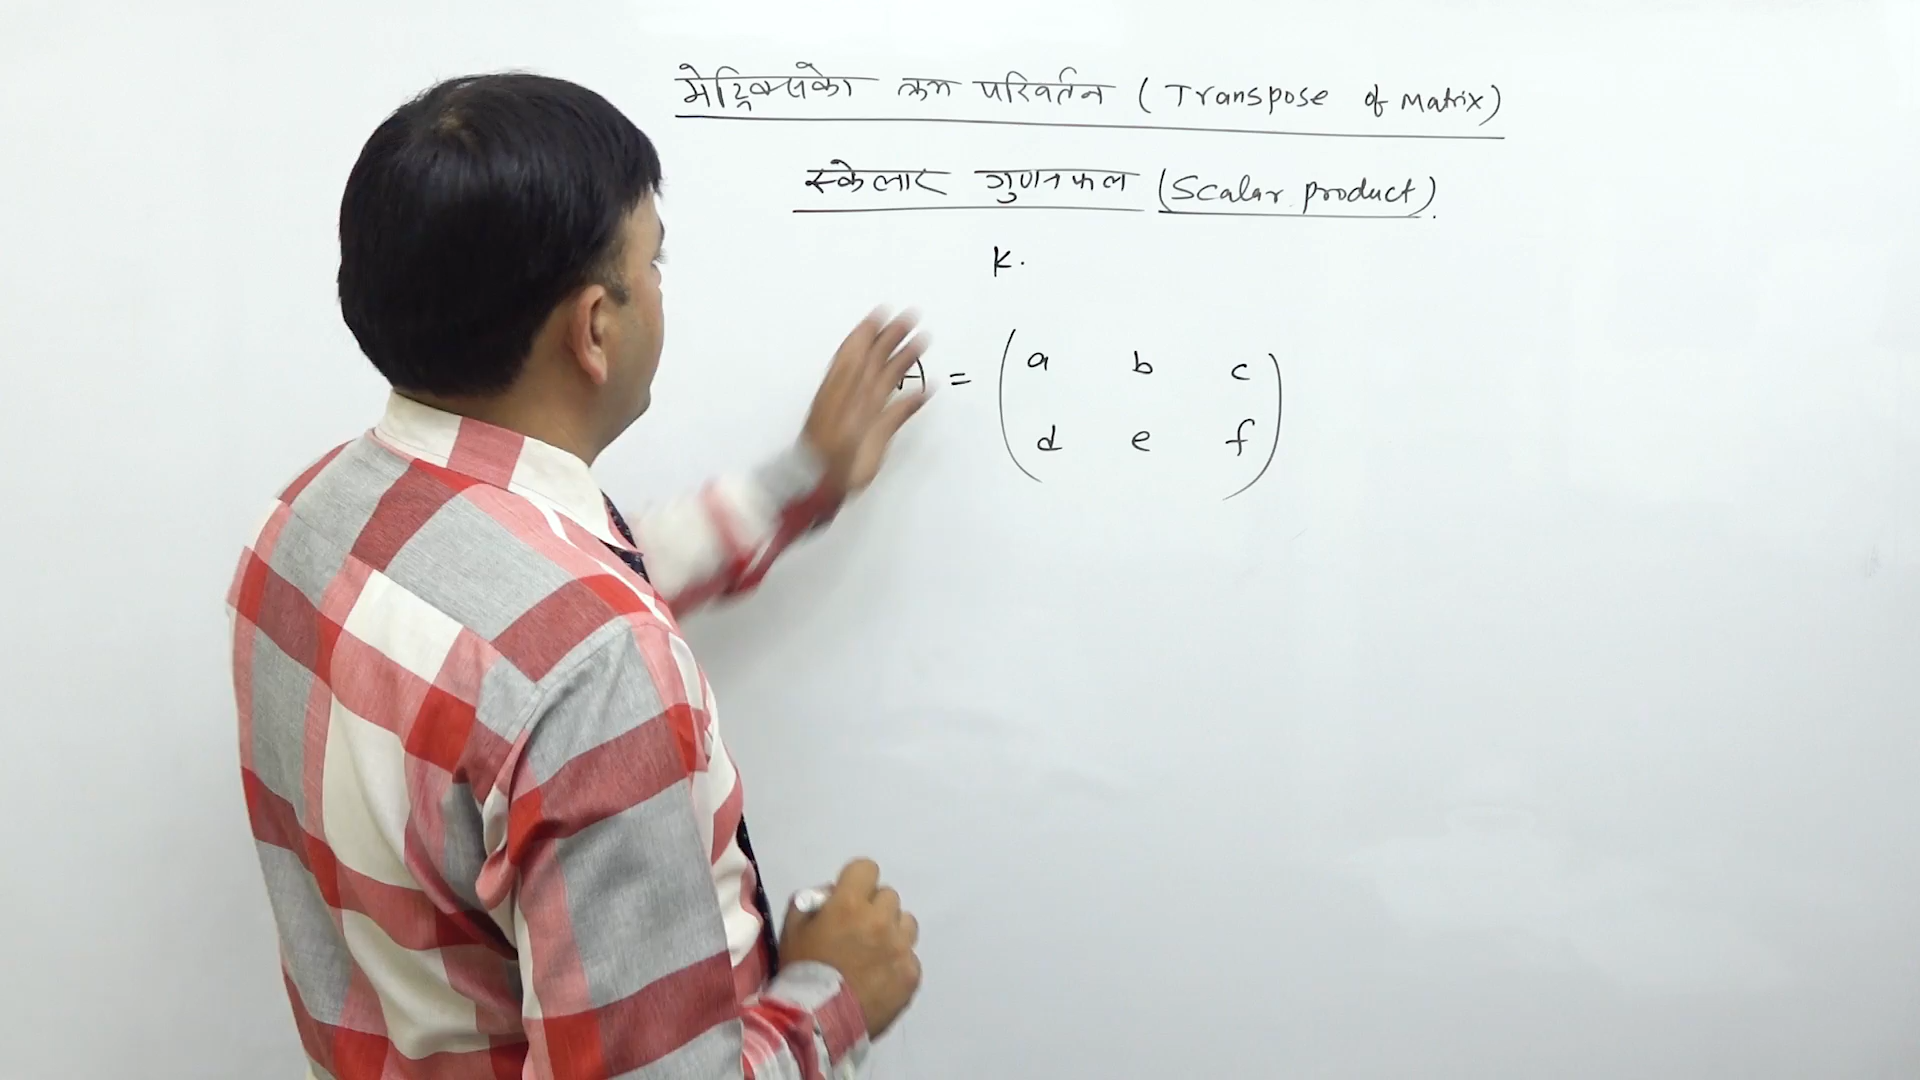 मेट्रिक्सको क्रम परिवर्तन (Transpose of Matrix)
स्केलार गुणनफल (Scalar product).
K.
A = ( a b c
d e f )